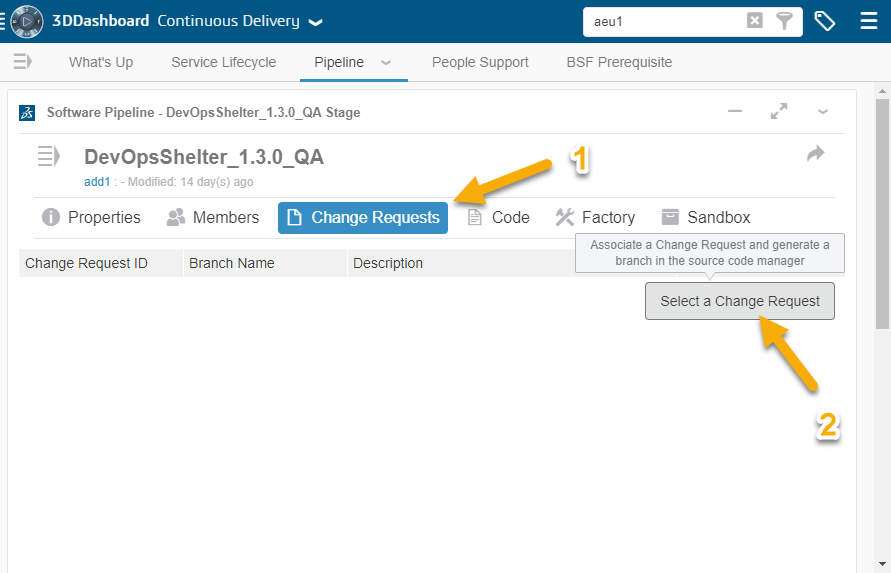 3DDashboard Continuous Delivery
aeu1
What's Up Service Lifecycle Pipeline People Support BSF Prerequisite
Software Pipeline - DevOpsShelter_1.3.0_QA Stage
DevOpsShelter_1.3.0_QA
1
add1 : - Modified: 14 day(s) ago
Properties Members Change Requests Code Factory Sandbox
Associate a Change Request and generate a
branch in the source code manager
Change Request ID Branch Name Description
Select a Change Request
2